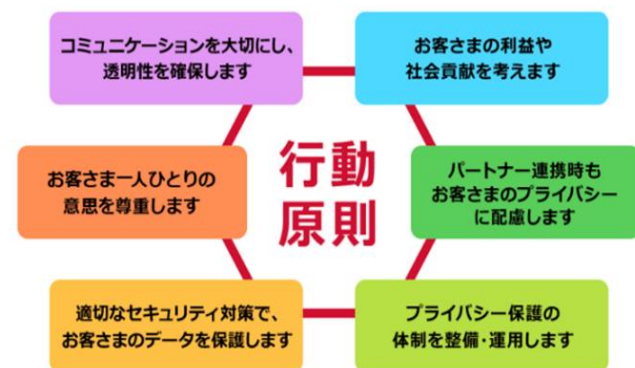 コミュニケーションを大切にし、
透明性を確保します
お客さまの利益や
社会貢献を考えます
お客さま一人ひとりの
意思を尊重します
行動
原則
パートナー連携時も
お客さまのプライバシー
に配慮します
適切なセキュリティ対策で、
お客さまのデータを保護します
プライバシー保護の
体制を整備・運用します